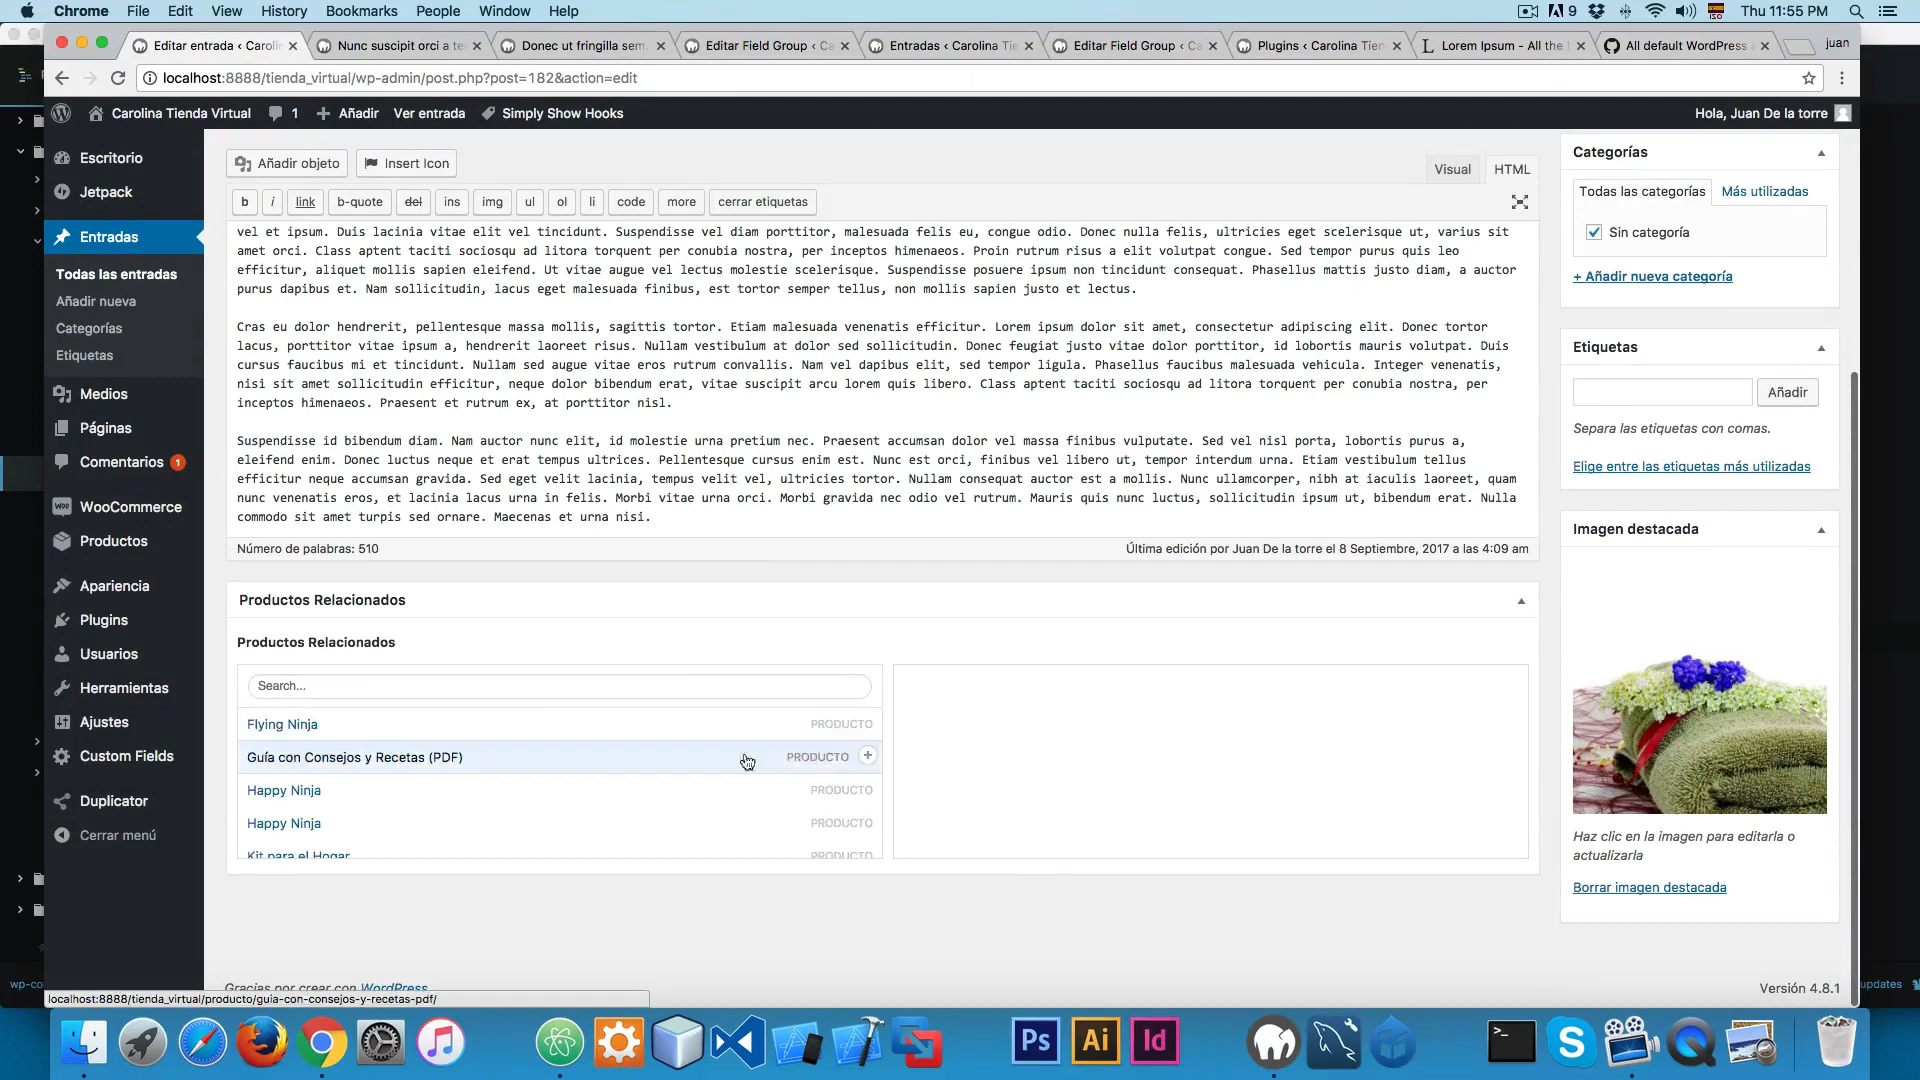 Chrome File Edit View History Bookmarks People Window Help
9 ISO Thu 11:55 PM
Editar entrada ‹ Caroli Nunc suscipit orci a te Donec ut fringilla sem Editar Field Group ‹ Ca Entradas ‹ Carolina Tie Editar Field Group ‹ Ca Plugins ‹ Carolina Tien Lorem Ipsum - All the All default WordPress juan
localhost:8888/tienda_virtual/wp-admin/post.php?post=182&action=edit
Carolina Tienda Virtual 1 Añadir Ver entrada Simply Show Hooks Hola, Juan De la torre
Escritorio
Jetpack
Entradas
Todas las entradas
Añadir nueva
Categorías
Etiquetas
Medios
Páginas
Comentarios 1
WooCommerce
Productos
Apariencia
Plugins
Usuarios
Herramientas
Ajustes
Custom Fields
Duplicator
Cerrar menú
Añadir objeto Insert Icon Visual HTML
b i link b-quote del ins img ul ol li code more cerrar etiquetas
vel et ipsum. Duis lacinia vitae elit vel tincidunt. Suspendisse vel diam porttitor, malesuada felis eu, congue odio. Donec nulla felis, ultricies eget scelerisque ut, varius sit
amet orci. Class aptent taciti sociosqu ad litora torquent per conubia nostra, per inceptos himenaeos. Proin rutrum risus a elit volutpat congue. Sed tempor purus quis leo
efficitur, aliquet mollis sapien eleifend. Ut vitae augue vel lectus molestie scelerisque. Suspendisse posuere ipsum non tincidunt consequat. Phasellus mattis justo diam, a auctor
purus dapibus et. Nam sollicitudin, lacus eget malesuada finibus, est tortor semper tellus, non mollis sapien justo et lectus.
Cras eu dolor hendrerit, pellentesque massa mollis, sagittis tortor. Etiam malesuada venenatis efficitur. Lorem ipsum dolor sit amet, consectetur adipiscing elit. Donec tortor
lacus, porttitor vitae ipsum a, hendrerit laoreet risus. Nullam vestibulum at dolor sed sollicitudin. Donec feugiat justo vitae dolor porttitor, id lobortis mauris volutpat. Duis
cursus faucibus mi et tincidunt. Nullam sed augue vitae eros rutrum convallis. Nam vel dapibus elit, sed tempor ligula. Phasellus faucibus malesuada vehicula. Integer venenatis,
nisi sit amet sollicitudin efficitur, neque dolor bibendum erat, vitae suscipit arcu lorem quis libero. Class aptent taciti sociosqu ad litora torquent per conubia nostra, per
inceptos himenaeos. Praesent et rutrum ex, at porttitor nisl.
Suspendisse id bibendum diam. Nam auctor nunc elit, id molestie urna pretium nec. Praesent accumsan dolor vel massa finibus vulputate. Sed vel nisl porta, lobortis purus a,
eleifend enim. Donec luctus neque et erat tempus ultrices. Pellentesque cursus enim est. Nunc est orci, finibus vel libero ut, tempor interdum urna. Etiam vestibulum tellus
efficitur neque accumsan gravida. Sed eget velit lacinia, tempus velit vel, ultricies tortor. Nullam consequat auctor est a mollis. Nunc ullamcorper, nibh at iaculis laoreet, quam
nunc venenatis eros, et lacinia lacus urna in felis. Morbi vitae urna orci. Morbi gravida nec odio vel rutrum. Mauris quis nunc luctus, sollicitudin ipsum ut, bibendum erat. Nulla
commodo sit amet turpis sed ornare. Maecenas et urna nisi.
Número de palabras: 510 Última edición por Juan De la torre el 8 Septiembre, 2017 a las 4:09 am
Productos Relacionados
Productos Relacionados
Search...
Flying Ninja PRODUCTO
Guía con Consejos y Recetas (PDF) PRODUCTO
Happy Ninja PRODUCTO
Happy Ninja PRODUCTO
Kit para el Hogar PRODUCTO
Categorías
Todas las categorías Más utilizadas
Sin categoría
+ Añadir nueva categoría
Etiquetas
Añadir
Separa las etiquetas con comas.
Elige entre las etiquetas más utilizadas
Imagen destacada
Haz clic en la imagen para editarla o
actualizarla
Borrar imagen destacada
Gracias por crear con WordPress
Versión 4.8.1
localhost:8888/tienda_virtual/producto/guia-con-consejos-y-recetas-pdf/
wp-co updates
Ps Ai Id